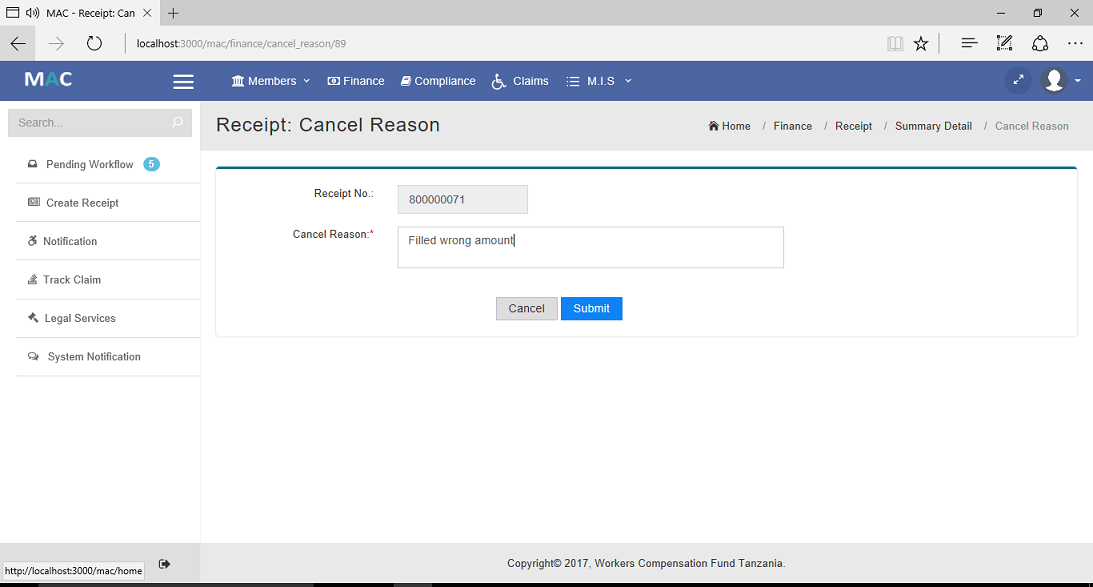 MAC - Receipt: Can
localhost:3000/mac/finance/cancel_reason/89
MAC
Members
Finance
Compliance
Claims
M.I.S
Search...
Receipt: Cancel Reason
Home / Finance / Receipt / Summary Detail / Cancel Reason
Pending Workflow 5
Create Receipt
Notification
Track Claim
Legal Services
System Notification
Receipt No.: 800000071
Cancel Reason:* Filled wrong amount
Cancel Submit
Copyright© 2017, Workers Compensation Fund Tanzania.
http://localhost:3000/mac/home